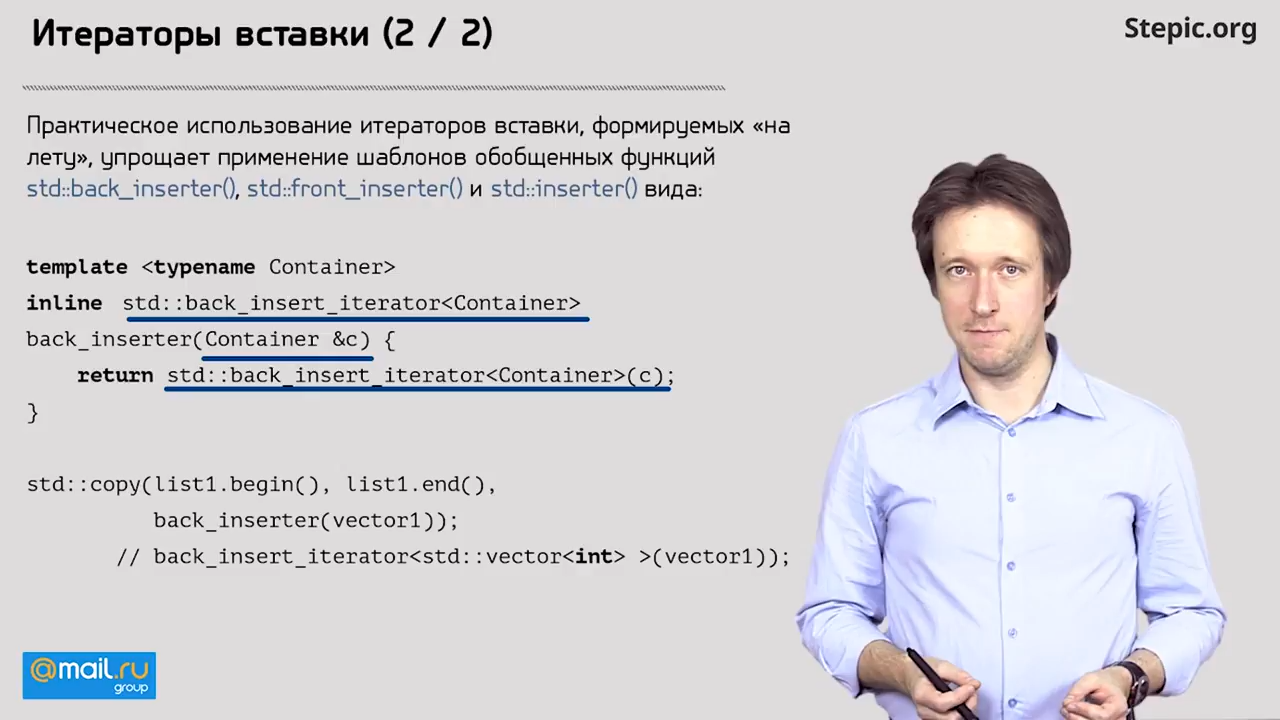 Итераторы вставки (2 / 2)
Stepic.org
Практическое использование итераторов вставки, формируемых «на
лету», упрощает применение шаблонов обобщенных функций
std::back_inserter(), std::front_inserter() и std::inserter() вида:
template <typename Container>
inline std::back_insert_iterator<Container>
back_inserter(Container &c) {
return std::back_insert_iterator<Container>(c);
}
std::copy(list1.begin(), list1.end(),
back_inserter(vector1));
// back_insert_iterator<std::vector<int> >(vector1));
@mail.ru
group